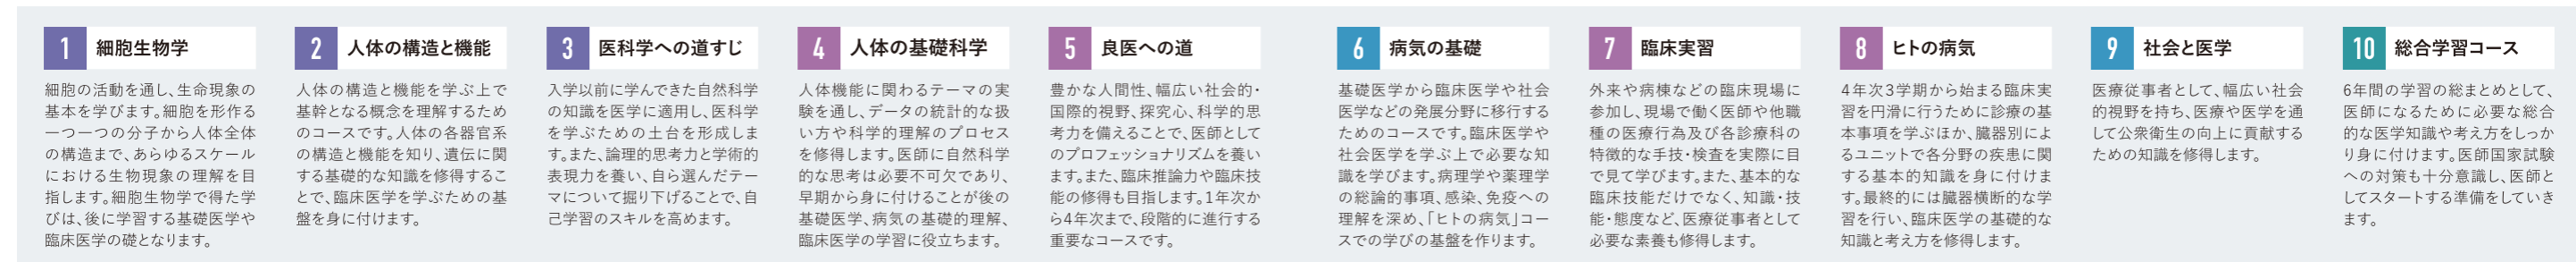 1 細胞生物学
細胞の活動を通し、生命現象の
基本を学びます。細胞を形作る
一つ一つの分子から人体全体
の構造まで、あらゆるスケール
における生物現象の理解を目
指します。細胞生物学で得た学
びは、後に学習する基礎医学や
臨床医学の礎となります。
2 人体の構造と機能
人体の構造と機能を学ぶ上で
基幹となる概念を理解するため
のコースです。人体の各器官系
の構造と機能を知り、遺伝に関
する基礎的な知識を修得するこ
とで、臨床医学を学ぶための基
盤を身に付けます。
3 医科学への道すじ
入学以前に学んできた自然科学
の知識を医学に適用し、医科学
を学ぶための土台を形成しま
す。また、論理的思考力と学術的
表現力を養い、自ら選んだテー
マについて掘り下げることで、自
己学習のスキルを高めます。
4 人体の基礎科学
人体機能に関わるテーマの実
験を通し、データの統計的な扱
い方や科学的理解のプロセス
を修得します。医師に自然科学
的な思考は必要不可欠であり、
早期から身に付けることが後の
基礎医学、病気の基礎的理解、
臨床医学の学習に役立ちます。
5 良医への道
豊かな人間性、幅広い社会的・
国際的視野、探究心、科学的思
考力を備えることで、医師として
のプロフェッショナリズムを養い
ます。また、臨床推論力や臨床技
能の修得も目指します。1年次か
ら4年次まで、段階的に進行する
重要なコースです。
6 病気の基礎
基礎医学から臨床医学や社会
医学などの発展分野に移行する
ためのコースです。臨床医学や
社会医学を学ぶ上で必要な知
識を学びます。病理学や薬理学
の総論的事項、感染、免疫への
理解を深め、「ヒトの病気」コー
スでの学びの基盤を作ります。
7 臨床実習
外来や病棟などの臨床現場に
参加し、現場で働く医師や他職
種の医療行為及び各診療科の
特徴的な手技・検査を実際に目
で見て学びます。また、基本的な
臨床技能だけでなく、知識・技
能・態度など、医療従事者として
必要な素養も修得します。
8 ヒトの病気
4年次3学期から始まる臨床実
習を円滑に行うために診療の基
本事項を学ぶほか、臓器別によ
るユニットで各分野の疾患に関
する基本的知識を身に付けま
す。最終的には臓器横断的な学
習を行い、臨床医学の基礎的な
知識と考え方を修得します。
9 社会と医学
医療従事者として、幅広い社会
的視野を持ち、医療や医学を通
して公衆衛生の向上に貢献する
ための知識を修得します。
10 総合学習コース
6年間の学習の総まとめとして、
医師になるために必要な総合
的な医学知識や考え方をしっか
り身に付けます。医師国家試験
への対策も十分意識し、医師と
してスタートする準備をしていき
ます。